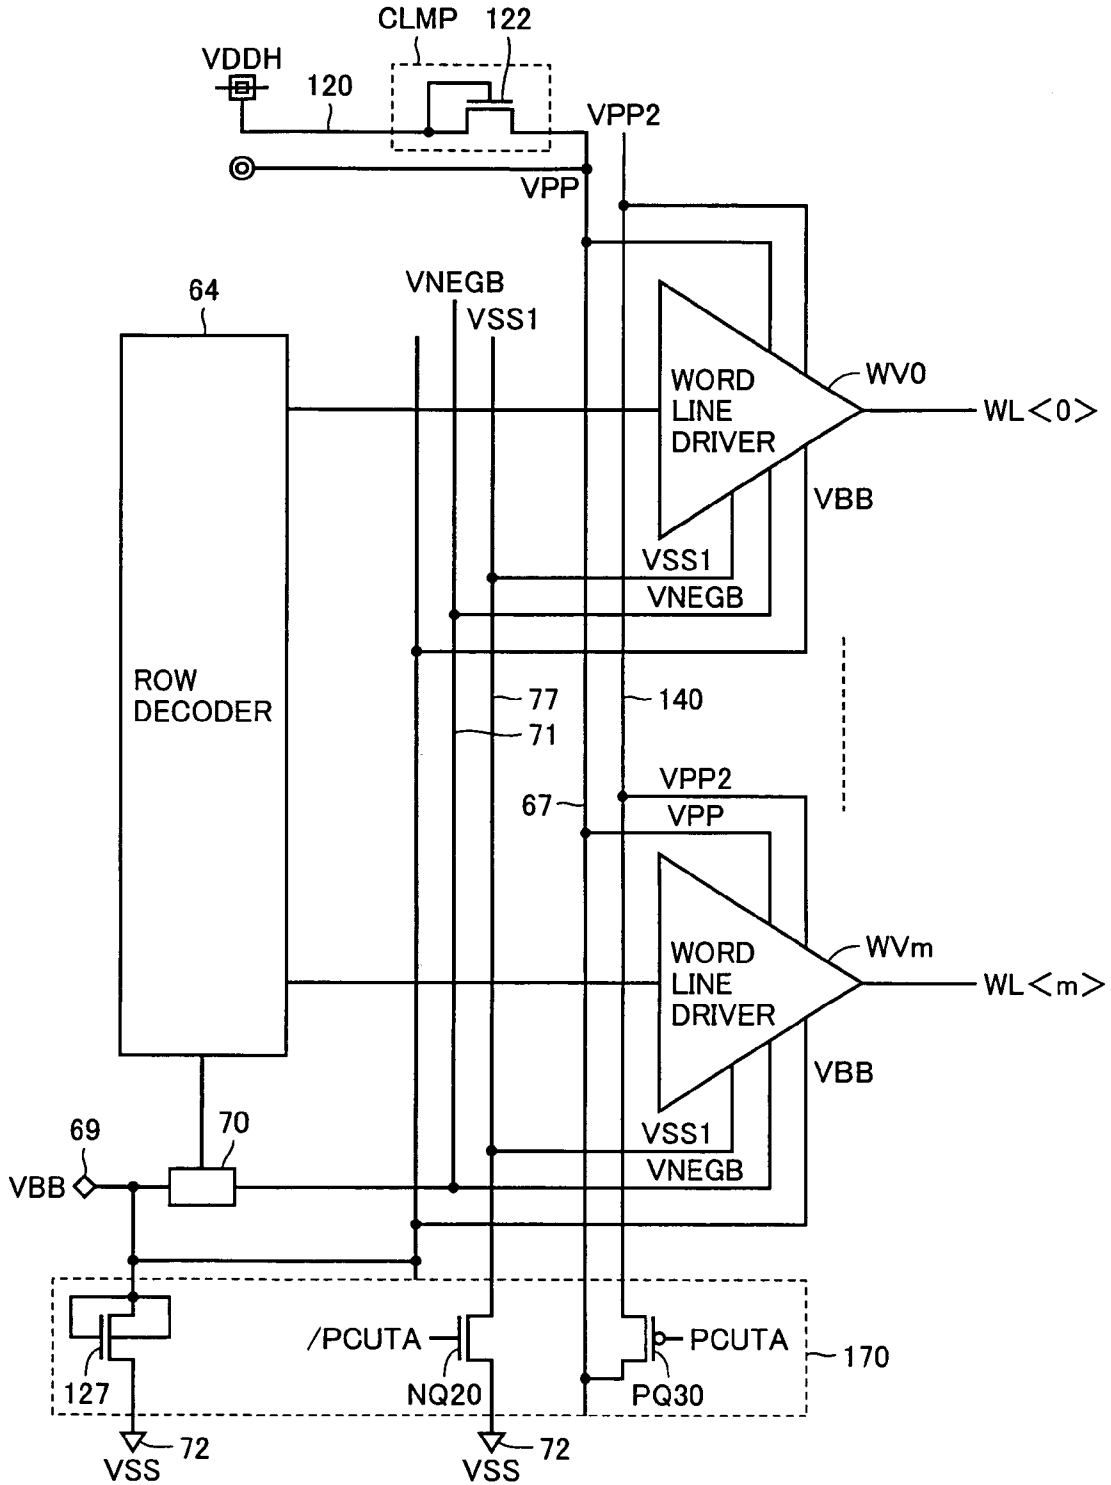 CLMP 122
VDDH
120
VPP2
VPP
VNEGB
64
VSS1
WORD
LINE
DRIVER
WV0
WL<0>
VBB
VSS1
VNEGB
ROW
DECODER
77
140
71
VPP2
67
VPP
WORD
LINE
DRIVER
WVm
WL<m>
VBB
69
70
VSS1
VBB
VNEGB
/PCUTA
PCUTA
170
127
NQ20
PQ30
72
72
VSS
VSS